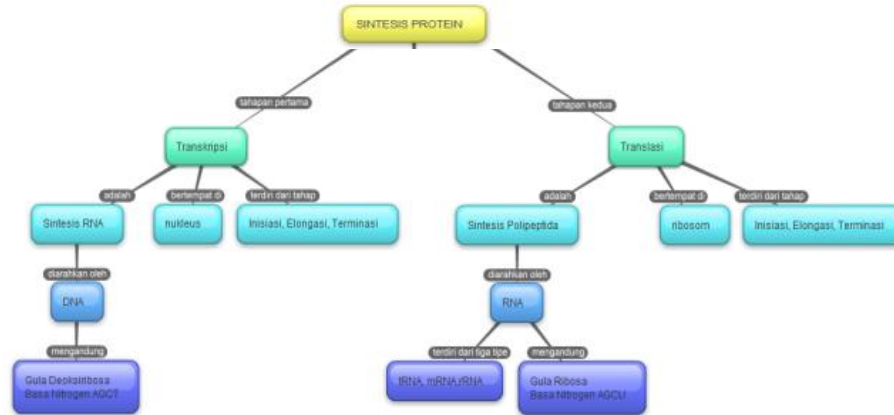 SINTESIS PROTEIN
tahapan pertama
tahapan kedua
Transkripsi
Translasi
adalah
bertempat di
terdiri dari tahap
adalah
bertempat di
terdiri dari tahap
Sintesis RNA
nukleus
Inisiasi, Elongasi, Terminasi
Sintesis Polipeptida
ribosom
Inisiasi, Elongasi, Terminasi
diarahkan oleh
diarahkan oleh
DNA
RNA
mengandung
terdiri dari tiga tipe
mengandung
Gula Deoksiribosa
Basa Nitrogen AGCT
tRNA, mRNA,rRNA
Gula Ribosa
Basa Nitrogen AGCU